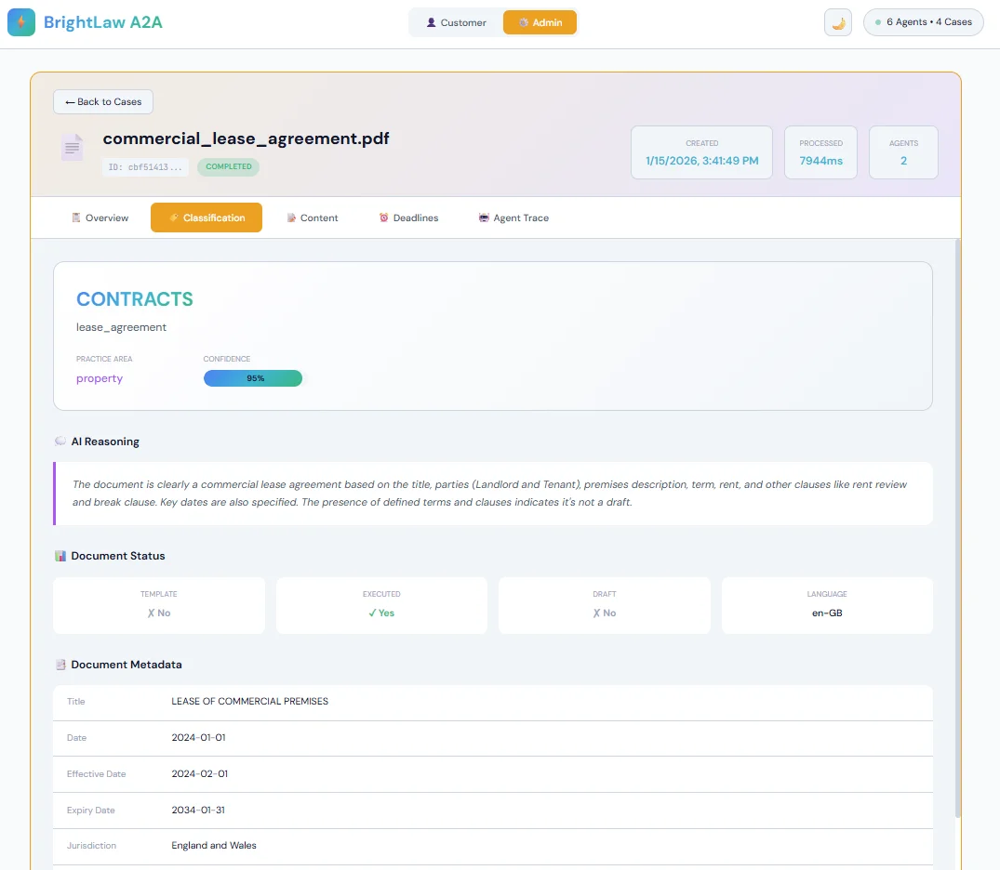 BrightLaw A2A
Customer
Admin
6 Agents • 4 Cases
← Back to Cases
commercial_lease_agreement.pdf
ID: cbf51413...
COMPLETED
CREATED
1/15/2026, 3:41:49 PM
PROCESSED
7944ms
AGENTS
2
Overview
Classification
Content
Deadlines
Agent Trace
CONTRACTS
lease_agreement
PRACTICE AREA
property
CONFIDENCE
95%
AI Reasoning
The document is clearly a commercial lease agreement based on the title, parties (Landlord and Tenant), premises description, term, rent, and other clauses like rent review
and break clause. Key dates are also specified. The presence of defined terms and clauses indicates it's not a draft.
Document Status
TEMPLATE
✗ No
EXECUTED
✓ Yes
DRAFT
✗ No
LANGUAGE
en-GB
Document Metadata
Title LEASE OF COMMERCIAL PREMISES
Date 2024-01-01
Effective Date 2024-02-01
Expiry Date 2034-01-31
Jurisdiction England and Wales